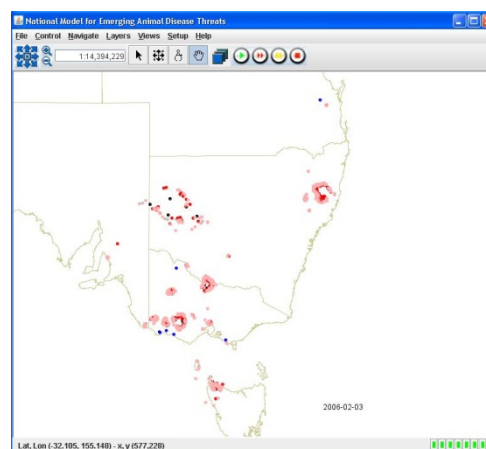 National Model for Emerging Animal Disease Threats
File Control Navigate Layers Views Setup Help
1:14,394,229
2006-02-03
Lat, Lon (-32.105, 155.148) - x, y (577,228)